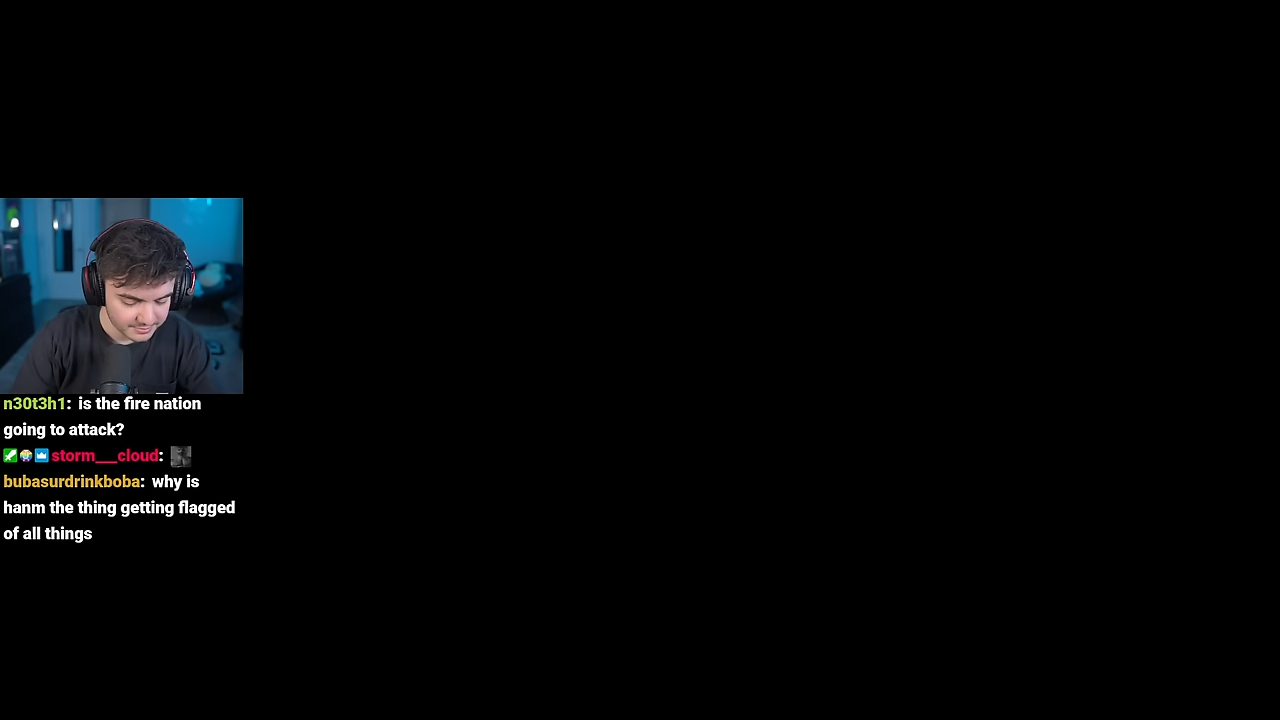 n30t3h1: is the fire nation
going to attack?
storm___cloud:
bubasurdrinkboba: why is
hanm the thing getting flagged
of all things